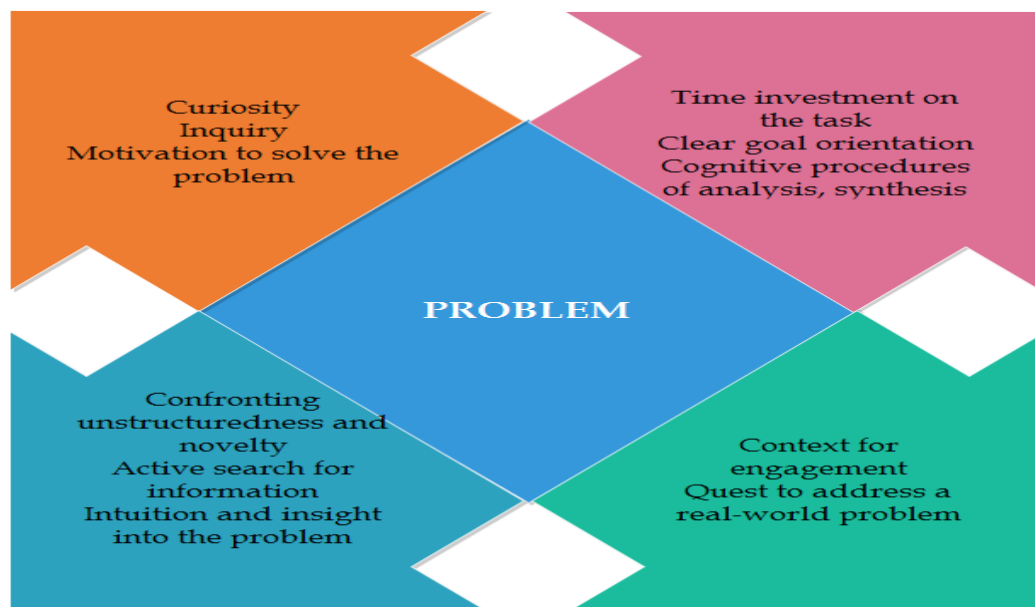 Curiosity
Inquiry
Motivation to solve the
problem
Time investment on
the task
Clear goal orientation
Cognitive procedures
of analysis, synthesis
PROBLEM
Confronting
unstructuredness and
novelty
Active search for
information
Intuition and insight
into the problem
Context for
engagement
Quest to address a
real-world problem